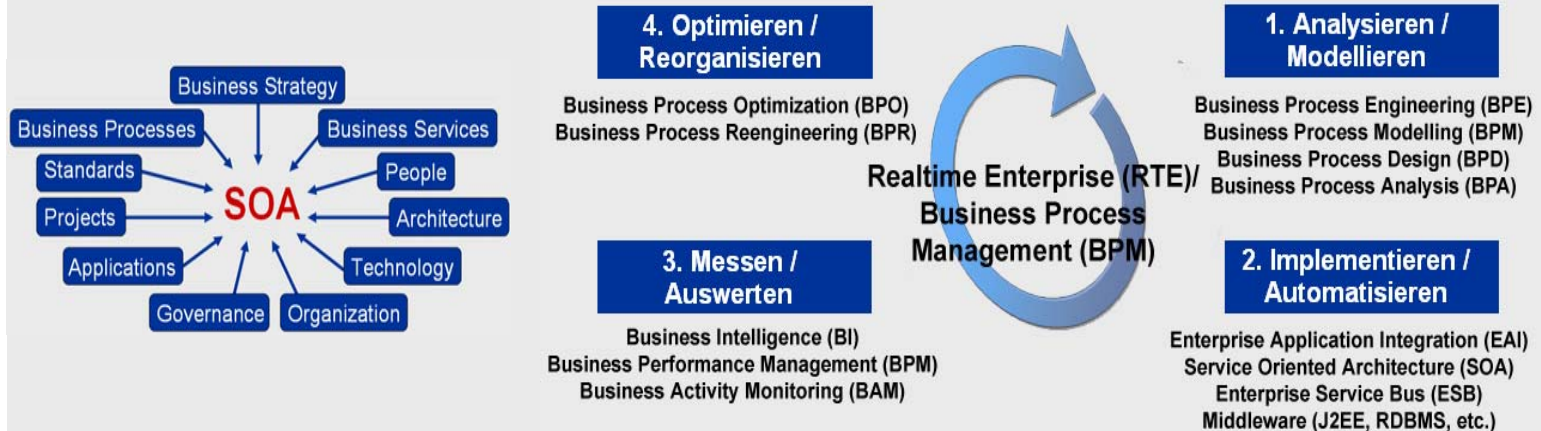 Business Strategy
Business Processes
Business Services
Standards
People
SOA
Projects
Architecture
Applications
Technology
Governance
Organization
4. Optimieren /
Reorganisieren
Business Process Optimization (BPO)
Business Process Reengineering (BPR)
1. Analysieren /
Modellieren
Business Process Engineering (BPE)
Business Process Modelling (BPM)
Business Process Design (BPD)
Business Process Analysis (BPA)
Realtime Enterprise (RTE)/
Business Process
Management (BPM)
3. Messen /
Auswerten
Business Intelligence (BI)
Business Performance Management (BPM)
Business Activity Monitoring (BAM)
2. Implementieren /
Automatisieren
Enterprise Application Integration (EAI)
Service Oriented Architecture (SOA)
Enterprise Service Bus (ESB)
Middleware (J2EE, RDBMS, etc.)